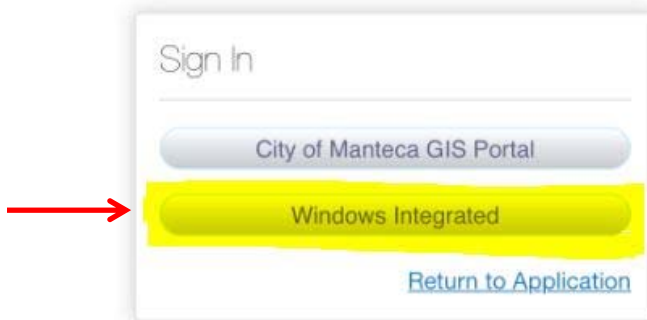 Sign In
City of Manteca GIS Portal
Windows Integrated
Return to Application